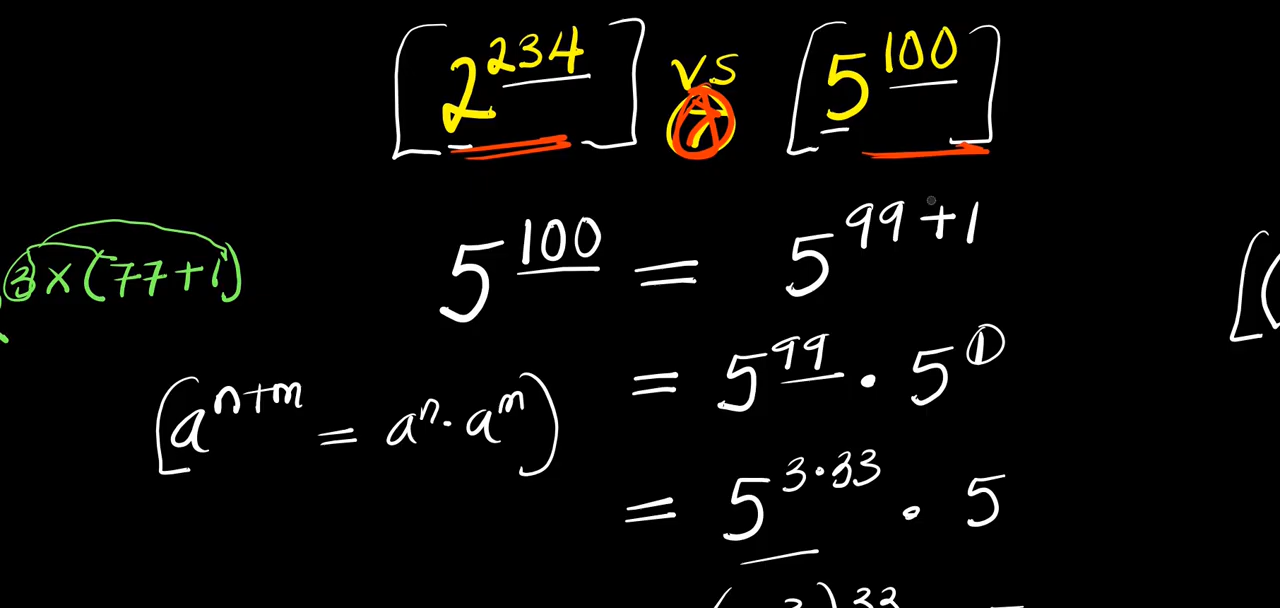 [2^234] vs [5^100]
?
3 × (77+1)
5^100 = 5^99+1
= 5^99 · 5^1
[a^n+m = a^n · a^m)
= 5^3·33 · 5